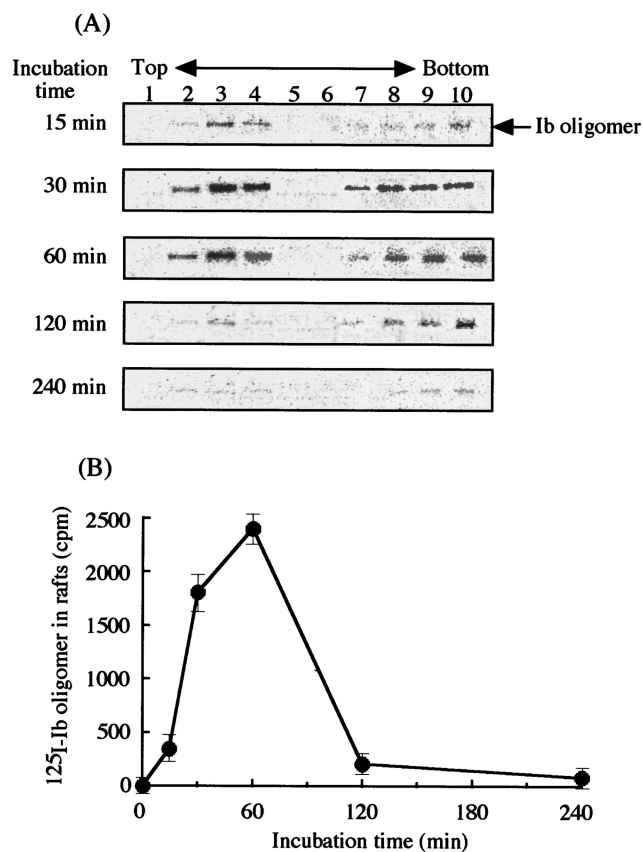 (A)
Incubation time
Top Bottom
1 2 3 4 5 6 7 8 9 10
15 min
Ib oligomer
30 min
60 min
120 min
240 min
(B)
125I-Ib oligomer in rafts (cpm)
2500
2000
1500
1000
500
0
0 60 120 180 240
Incubation time (min)